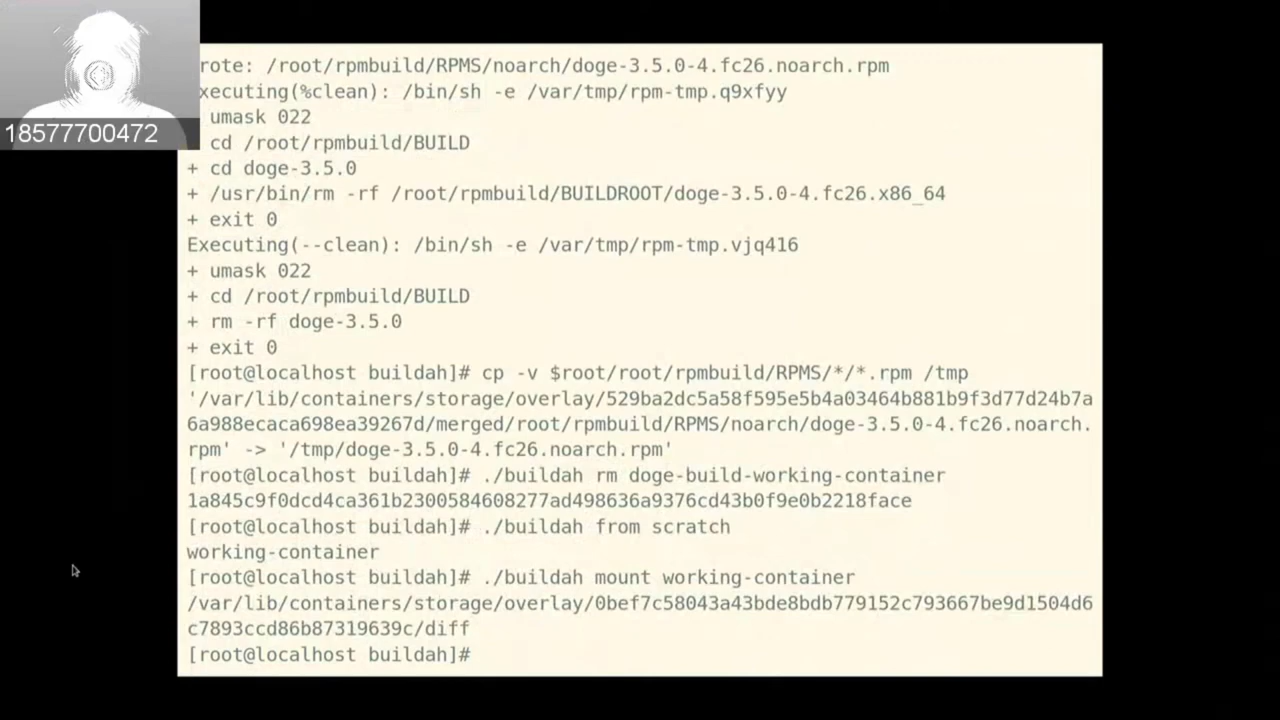 rote: /root/rpmbuild/RPMS/noarch/doge-3.5.0-4.fc26.noarch.rpm
xecuting(%clean): /bin/sh -e /var/tmp/rpm-tmp.q9xfyy
umask 022
18577700472
cd /root/rpmbuild/BUILD
+ cd doge-3.5.0
+ /usr/bin/rm -rf /root/rpmbuild/BUILDROOT/doge-3.5.0-4.fc26.x86_64
+ exit 0
Executing(--clean): /bin/sh -e /var/tmp/rpm-tmp.vjq416
+ umask 022
+ cd /root/rpmbuild/BUILD
+ rm -rf doge-3.5.0
+ exit 0
[root@localhost buildah]# cp -v $root/root/rpmbuild/RPMS/*/*.rpm /tmp
'/var/lib/containers/storage/overlay/529ba2dc5a58f595e5b4a03464b881b9f3d77d24b7a
6a988ecaca698ea39267d/merged/root/rpmbuild/RPMS/noarch/doge-3.5.0-4.fc26.noarch.
rpm' -> '/tmp/doge-3.5.0-4.fc26.noarch.rpm'
[root@localhost buildah]# ./buildah rm doge-build-working-container
1a845c9f0dcd4ca361b2300584608277ad498636a9376cd43b0f9e0b2218face
[root@localhost buildah]# ./buildah from scratch
working-container
[root@localhost buildah]# ./buildah mount working-container
/var/lib/containers/storage/overlay/0bef7c58043a43bde8bdb779152c793667be9d1504d6
c7893ccd86b87319639c/diff
[root@localhost buildah]#